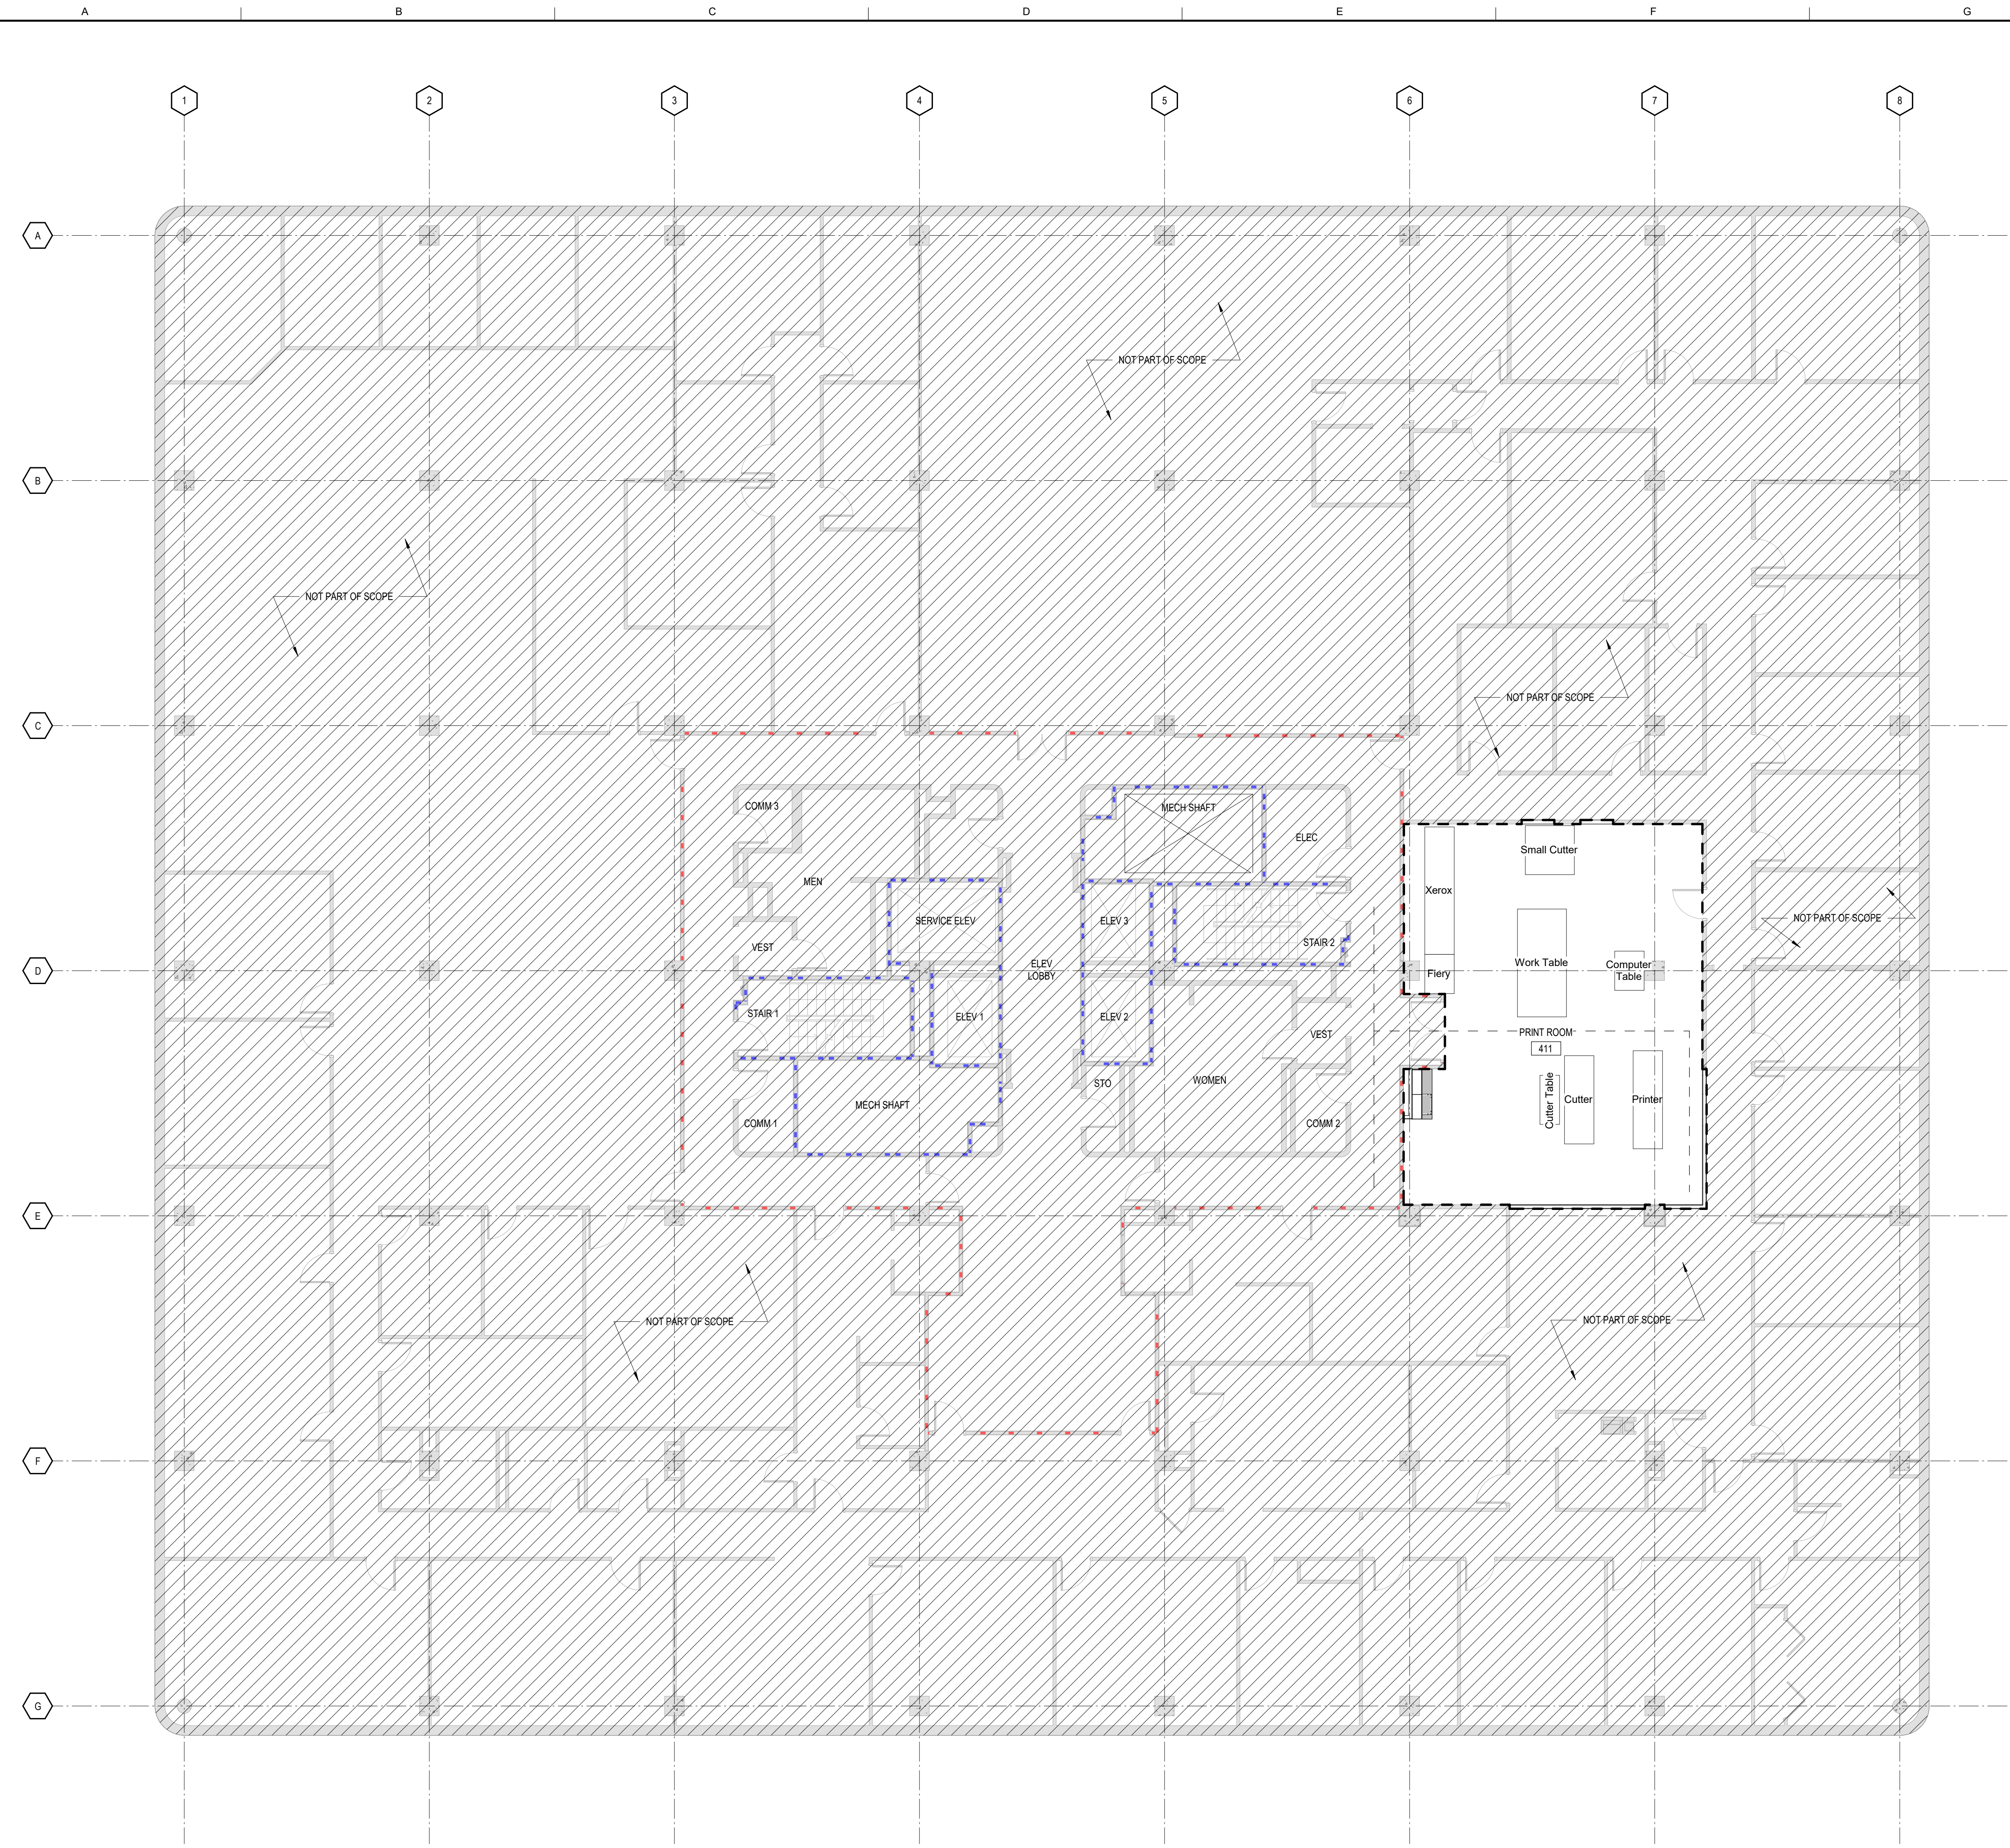 A B C D E F G
1 2 3 4 5 6 7 8
A
NOT PART OF SCOPE
B
NOT PART OF SCOPE
NOT PART OF SCOPE
C
COMM 3
MECH SHAFT
ELEC
Small Cutter
MEN
Xerox
SERVICE ELEV
ELEV 3
NOT PART OF SCOPE
VEST
STAIR 2
ELEV
LOBBY
Work Table
Computer
Table
D
Fiery
STAIR 1
ELEV 1
ELEV 2
VEST
PRINT ROOM
411
STO
WOMEN
Cutter Table
Cutter
Printer
MECH SHAFT
COMM 1
COMM 2
E
NOT PART OF SCOPE
NOT PART OF SCOPE
F
G